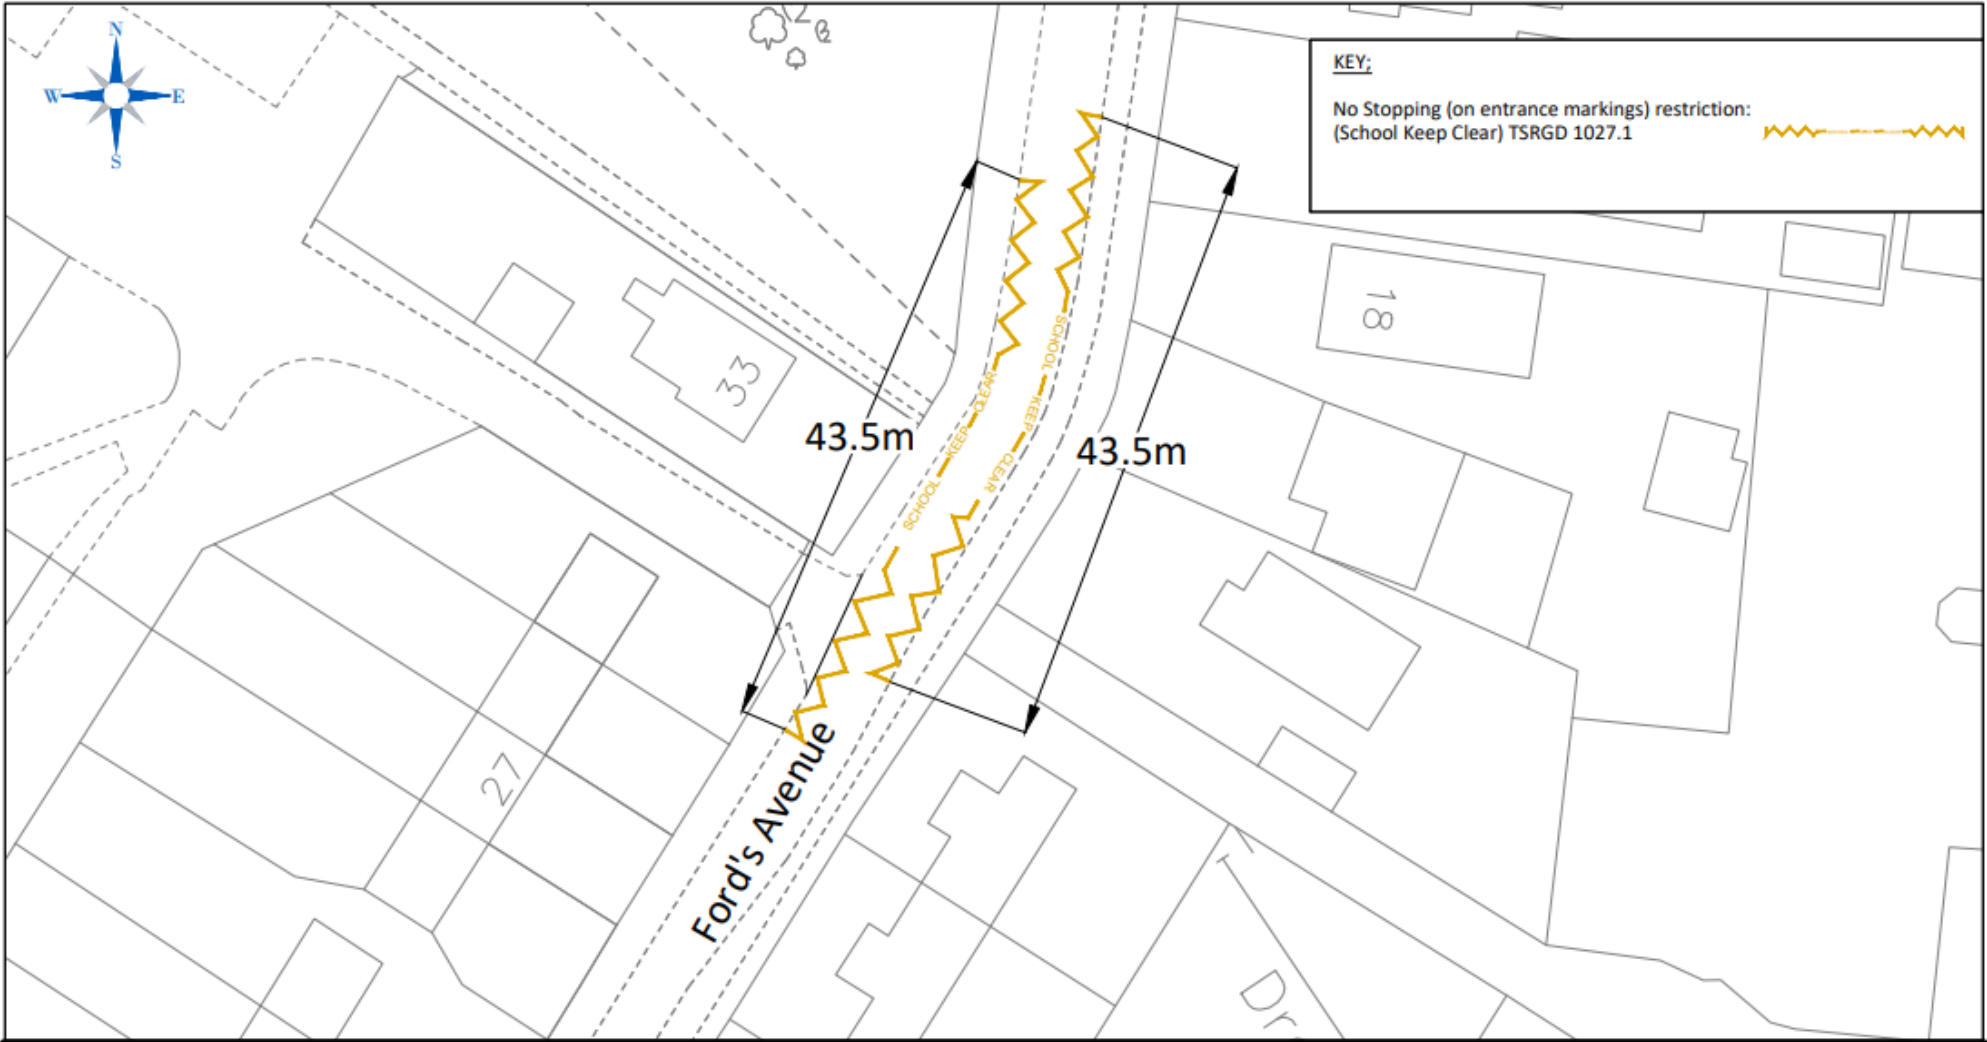 N
W E
S
KEY;
No Stopping (on entrance markings) restriction:
(School Keep Clear) TSRGD 1027.1
18
33
SCHOOL KEEP CLEAR
SCHOOL KEEP CLEAR
43.5m
43.5m
27
Ford's Avenue
Dr